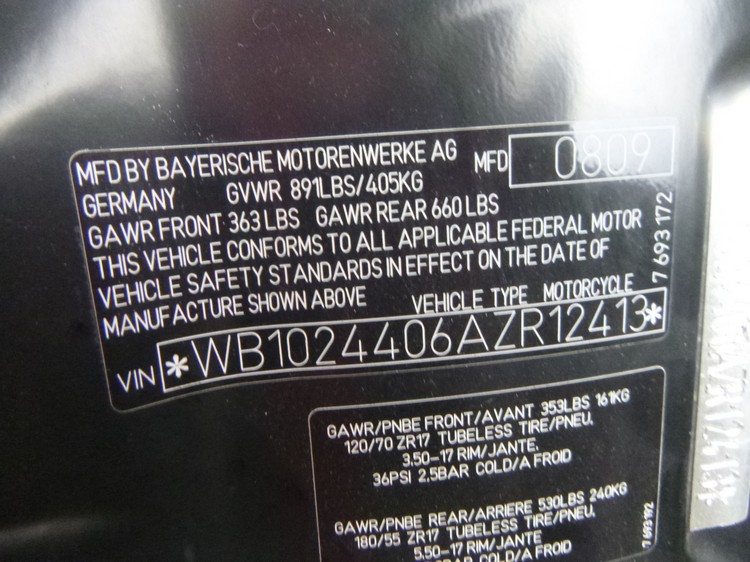 MFD BY BAYERISCHE MOTORENWERKE AG MFD 0809
GERMANY GVWR 891LBS/405KG
GAWR FRONT 363 LBS GAWR REAR 660 LBS
THIS VEHICLE CONFORMS TO ALL APPLICABLE FEDERAL MOTOR
VEHICLE SAFETY STANDARDS IN EFFECT ON THE DATE OF
MANUFACTURE SHOWN ABOVE VEHICLE TYPE MOTORCYCLE
VIN *WB1024406AZR12413*
7 693 172
GAWR/PNBE FRONT/AVANT 353LBS 161KG
120/70 ZR17 TUBELESS TIRE/PNEU.
3.50-17 RIM/JANTE.
36PSI 2.5BAR COLD/A FROID
GAWR/PNBE REAR/ARRIERE 530LBS 240KG
180/55 ZR17 TUBELESS TIRE/PNEU.
5.50-17 RIM/JANTE
COLD/A FROID
7 693 192